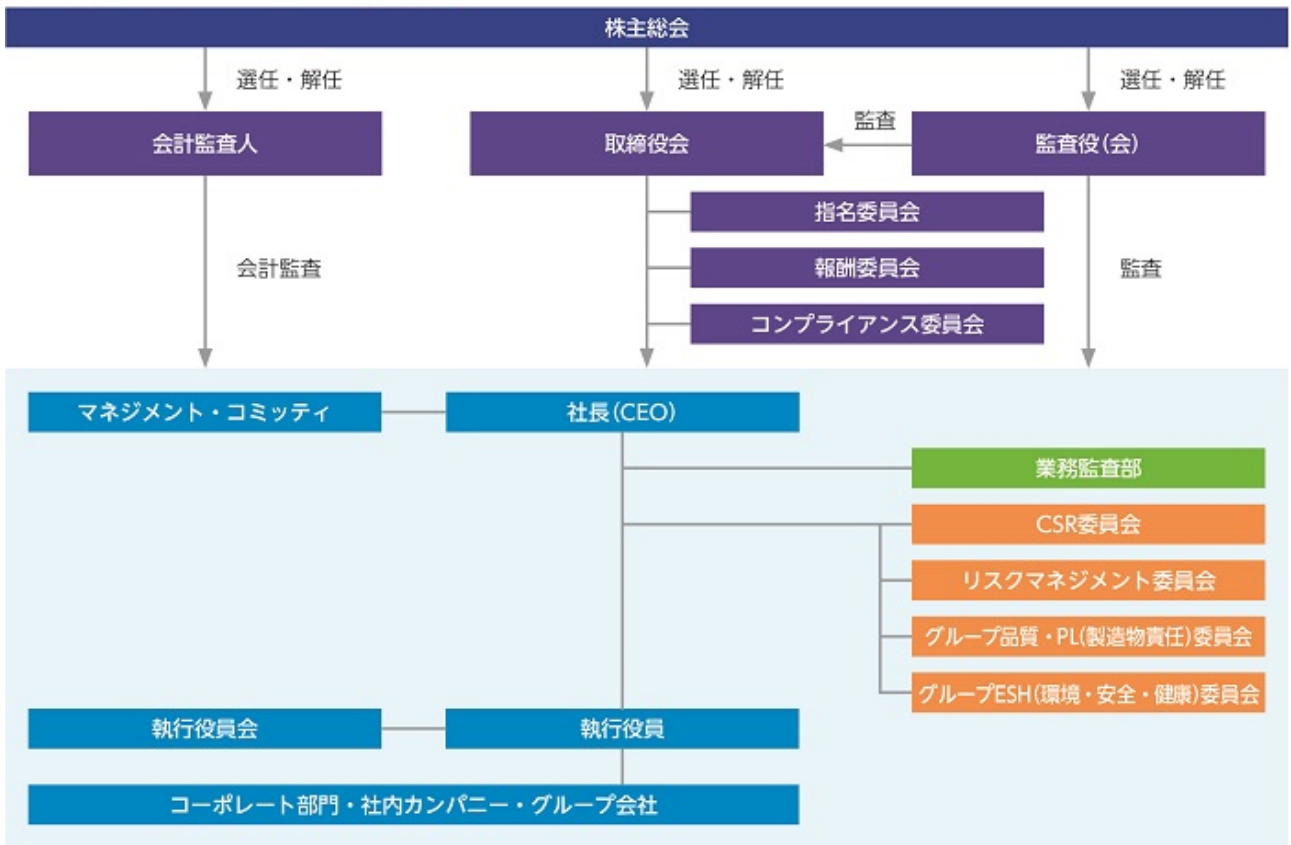 株主総会
選任・解任
選任・解任
選任・解任
会計監査人
取締役会
監査
監査役(会)
指名委員会
会計監査
報酬委員会
監査
コンプライアンス委員会
マネジメント・コミッティ
社長(CEO)
業務監査部
CSR委員会
リスクマネジメント委員会
グループ品質・PL(製造物責任)委員会
グループESH(環境・安全・健康)委員会
執行役員会
執行役員
コーポレート部門・社内カンパニー・グループ会社